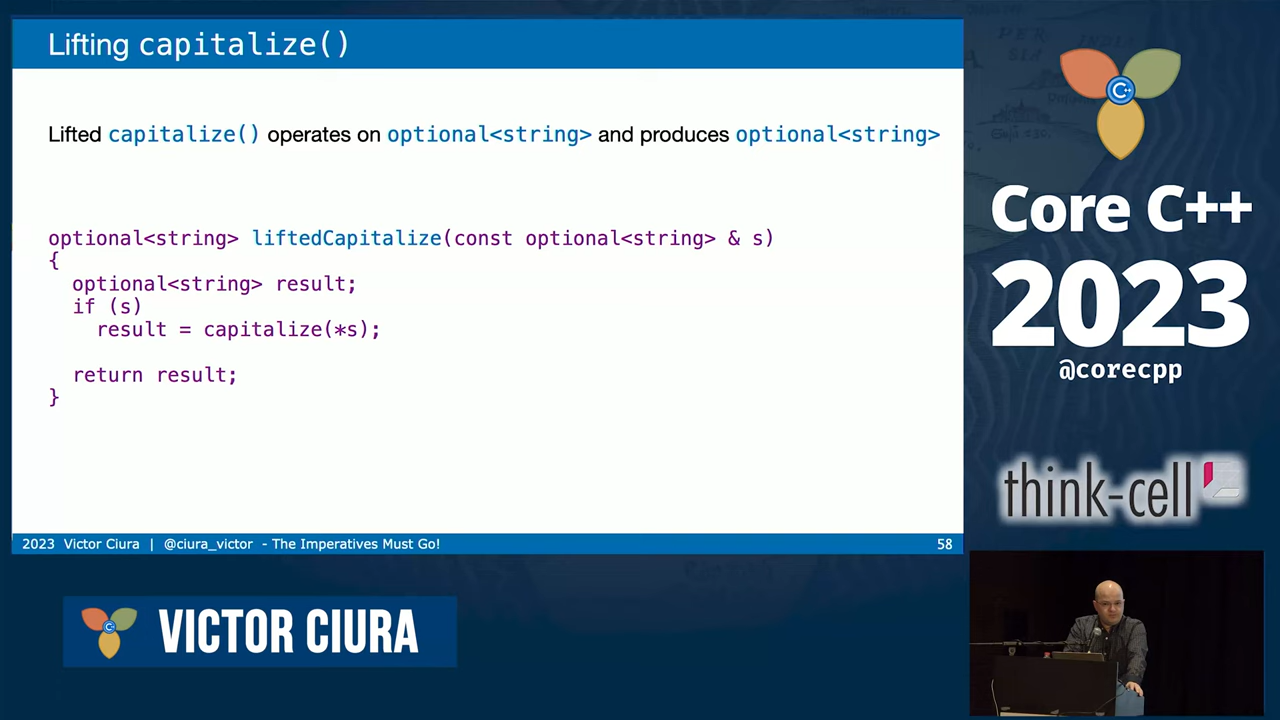 Lifting capitalize()
Lifted capitalize() operates on optional<string> and produces optional<string>
optional<string> liftedCapitalize(const optional<string> & s)
{
optional<string> result;
if (s)
result = capitalize(*s);
return result;
}
2023 Victor Ciura | @ciura_victor - The Imperatives Must Go!
58
C++
Core C++
2023
@corecpp
think-cell
C++
VICTOR CIURA